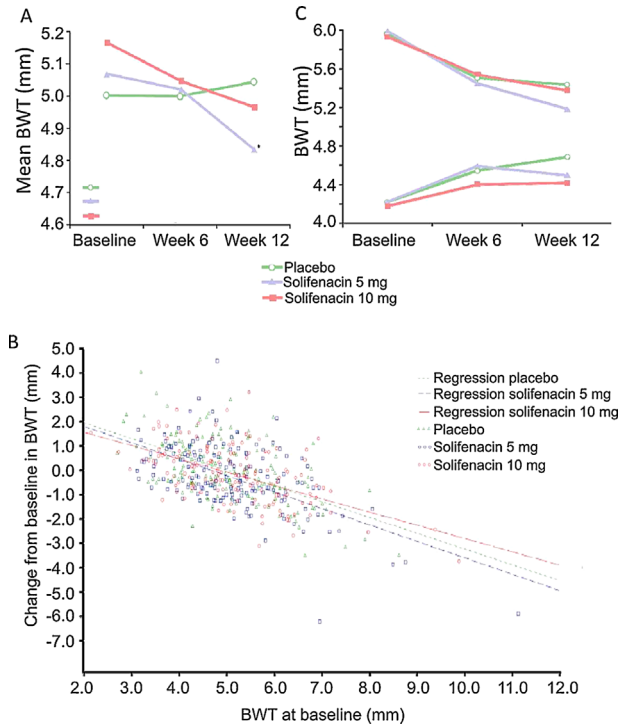 A
Mean BWT (mm)
5.2
5.1
5.0
4.9
4.8
4.7
4.6
*
Baseline Week 6 Week 12
C
BWT (mm)
6.0
5.6
5.2
4.8
4.4
4.0
Baseline Week 6 Week 12
Placebo
Solifenacin 5 mg
Solifenacin 10 mg
B
Change from baseline in BWT (mm)
5.0
4.0
3.0
2.0
1.0
0.0
-1.0
-2.0
-3.0
-4.0
-5.0
-6.0
-7.0
Regression placebo
Regression solifenacin 5 mg
Regression solifenacin 10 mg
Placebo
Solifenacin 5 mg
Solifenacin 10 mg
2.0 3.0 4.0 5.0 6.0 7.0 8.0 9.0 10.0 11.0 12.0
BWT at baseline (mm)